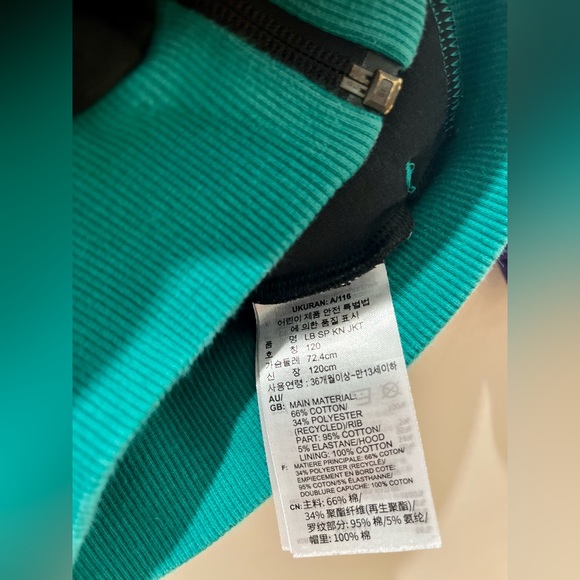 UKURAN: A/116
어린이 제품 안전 특별법
에 의한 품질 표시
품 명 LB SP KN JKT
호 칭 120
가슴둘레 72.4cm
신 장 120cm
사용연령 : 36개월이상~만13세이하
AU/
GB: MAIN MATERIAL:
66% COTTON/
34% POLYESTER
(RECYCLED)/RIB
PART: 95% COTTON/
5% ELASTANE/HOOD
LINING: 100% COTTON
F: MATIERE PRINCIPALE: 66% COTON/
34% POLYESTER (RECYCLÉ)/
EMPIECEMENT EN BORD COTE:
95% COTON/5% ÉLASTHANNE/
DOUBLURE CAPUCHE: 100% COTON
CN: 主料: 66% 棉/
34% 聚酯纤维(再生聚酯)/
罗纹部分: 95% 棉/5% 氨纶/
帽里: 100% 棉